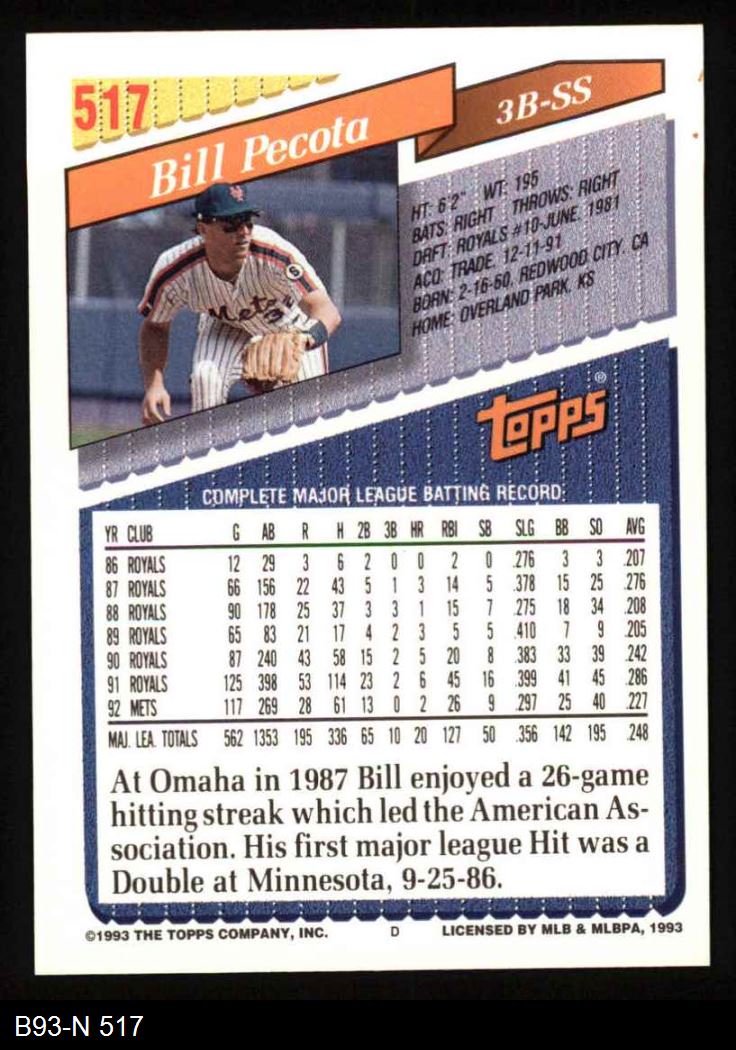 517
Bill Pecota
3B-SS
HT: 6'2" WT: 195
BATS: RIGHT THROWS: RIGHT
DRFT: ROYALS #10-JUNE, 1981
ACQ: TRADE, 12-11-91
BORN: 2-16-60, REDWOOD CITY, CA
HOME: OVERLAND PARK, KS
Mets
3
S
TOPPS®
COMPLETE MAJOR LEAGUE BATTING RECORD
YR CLUB G AB R H 2B 3B HR RBI SB SLG BB SO AVG
86 ROYALS 12 29 3 6 2 0 0 2 0 .276 3 3 .207
87 ROYALS 66 156 22 43 5 1 3 14 5 .378 15 25 .276
88 ROYALS 90 178 25 37 3 3 1 15 7 .275 18 34 .208
89 ROYALS 65 83 21 17 4 2 3 5 5 .410 7 9 .205
90 ROYALS 87 240 43 58 15 2 5 20 8 .383 33 39 .242
91 ROYALS 125 398 53 114 23 2 6 45 16 .399 41 45 .286
92 METS 117 269 28 61 13 0 2 26 9 .297 25 40 .227
MAJ. LEA. TOTALS 562 1353 195 336 65 10 20 127 50 .356 142 195 .248
At Omaha in 1987 Bill enjoyed a 26-game
hitting streak which led the American As-
sociation. His first major league Hit was a
Double at Minnesota, 9-25-86.
©1993 THE TOPPS COMPANY, INC. D LICENSED BY MLB & MLBPA, 1993
B93-N 517